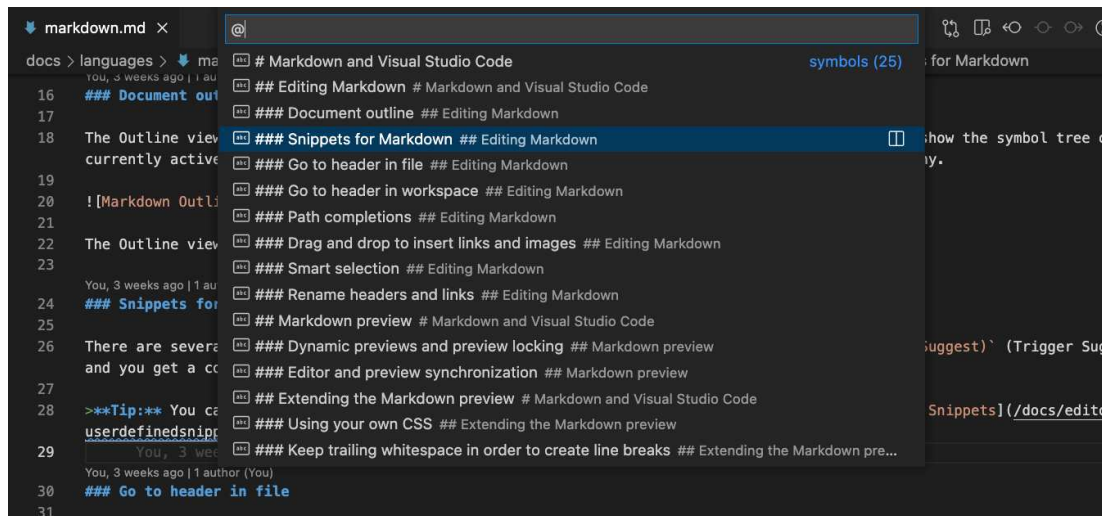 markdown.md
@
docs > languages > ma
for Markdown
# Markdown and Visual Studio Code symbols (25)
## Editing Markdown # Markdown and Visual Studio Code
### Document outline ## Editing Markdown
### Snippets for Markdown ## Editing Markdown
### Go to header in file ## Editing Markdown
### Go to header in workspace ## Editing Markdown
### Path completions ## Editing Markdown
### Drag and drop to insert links and images ## Editing Markdown
### Smart selection ## Editing Markdown
### Rename headers and links ## Editing Markdown
## Markdown preview # Markdown and Visual Studio Code
### Dynamic previews and preview locking ## Markdown preview
### Editor and preview synchronization ## Markdown preview
## Extending the Markdown preview # Markdown and Visual Studio Code
### Using your own CSS ## Extending the Markdown preview
### Keep trailing whitespace in order to create line breaks ## Extending the Markdown pre...
You, 3 weeks ago | 1 au
16 ### Document out
17
18 The Outline view show the symbol tree
currently active
19
20 ![Markdown Outli
21
22 The Outline view
23
You, 3 weeks ago | 1 au
24 ### Snippets for
25
26 There are severa Suggest)` (Trigger Sug
and you get a co
27
28 >**Tip:** You ca Snippets](/docs/edito
userdefinedsnipp
29 You, 3 wee
You, 3 weeks ago | 1 author (You)
30 ### Go to header in file
31